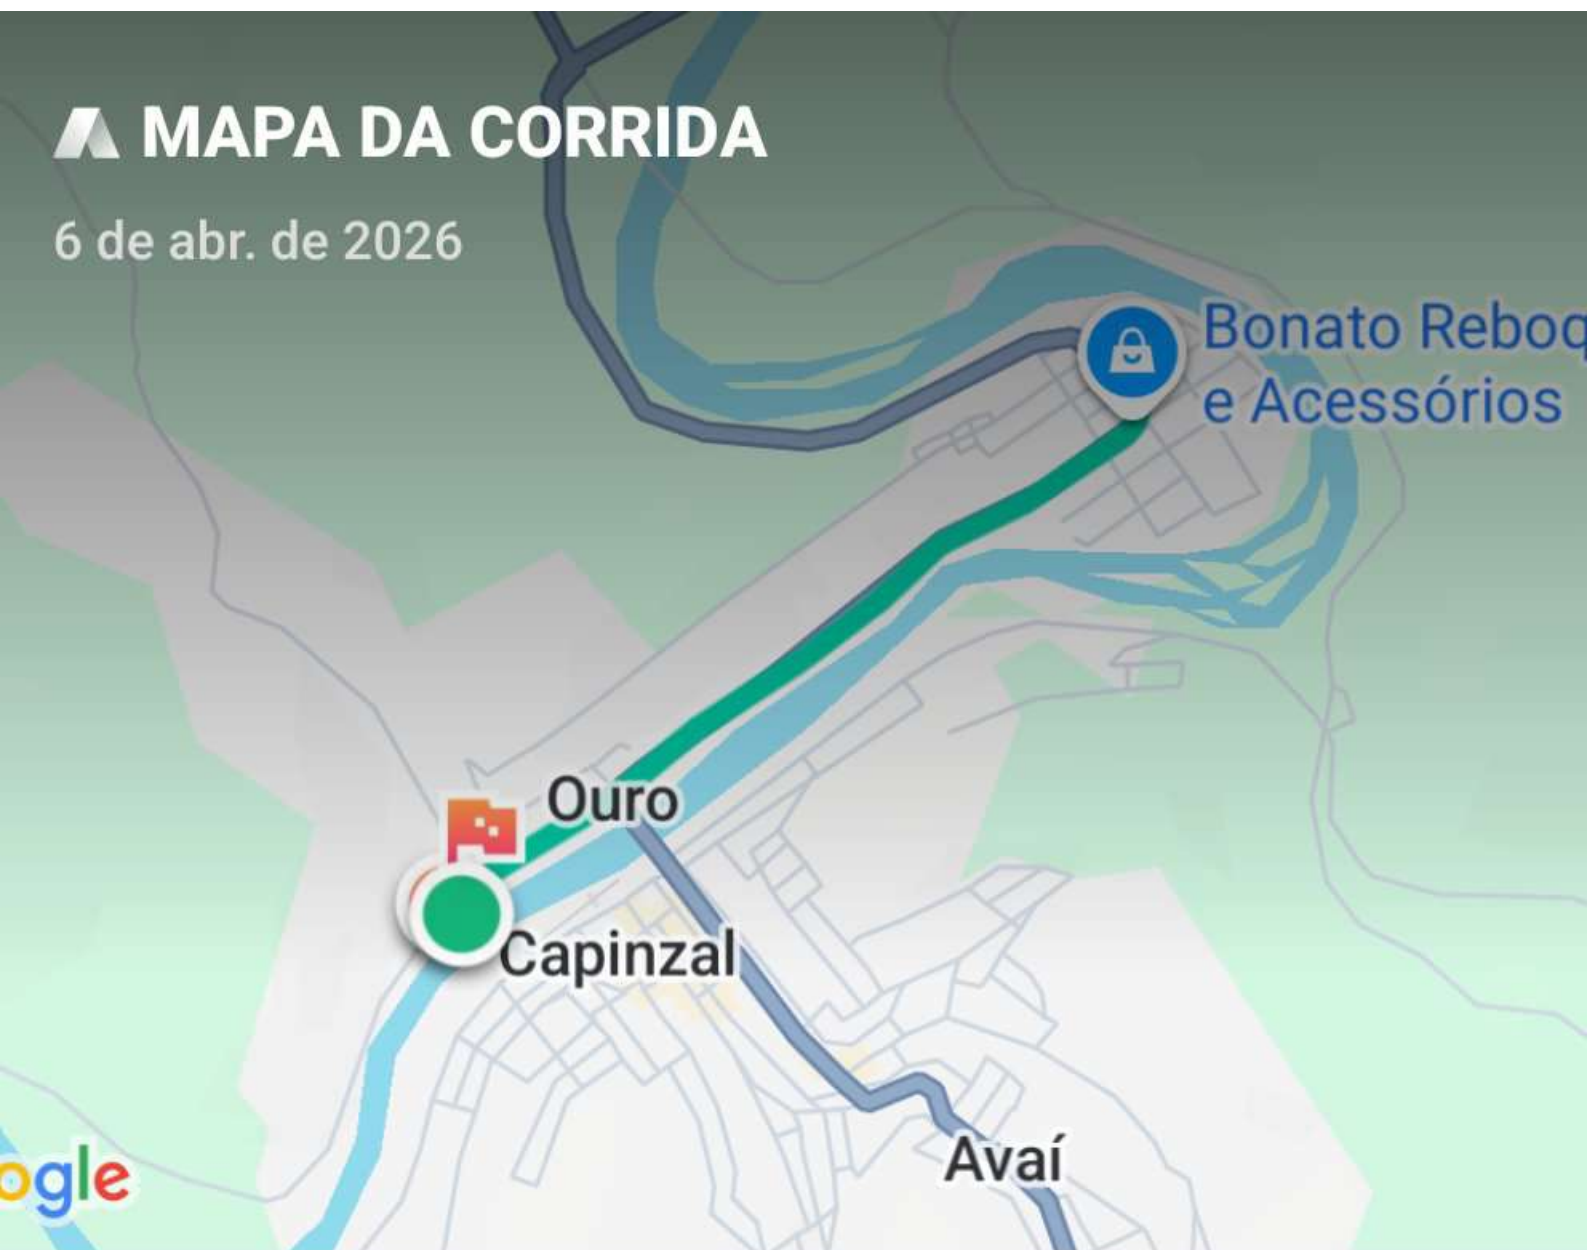 MAPA DA CORRIDA
6 de abr. de 2026
Bonato Reboq
e Acessórios
Ouro
Capinzal
Avaí
ogle